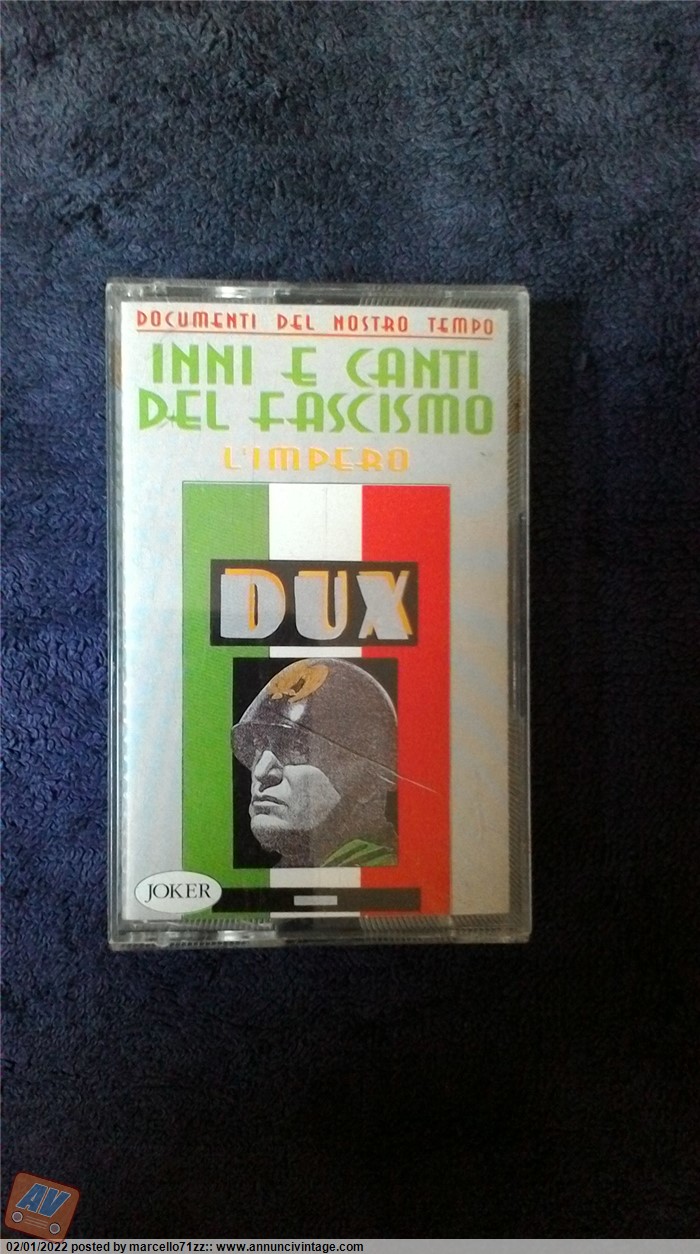 DOCUMENTI DEL NOSTRO TEMPO
INNI E CANTI
DEL FASCISMO
L'IMPERO
DUX
JOKER
AV
02/01/2022 posted by marcello71zz:: www.annuncivintage.com